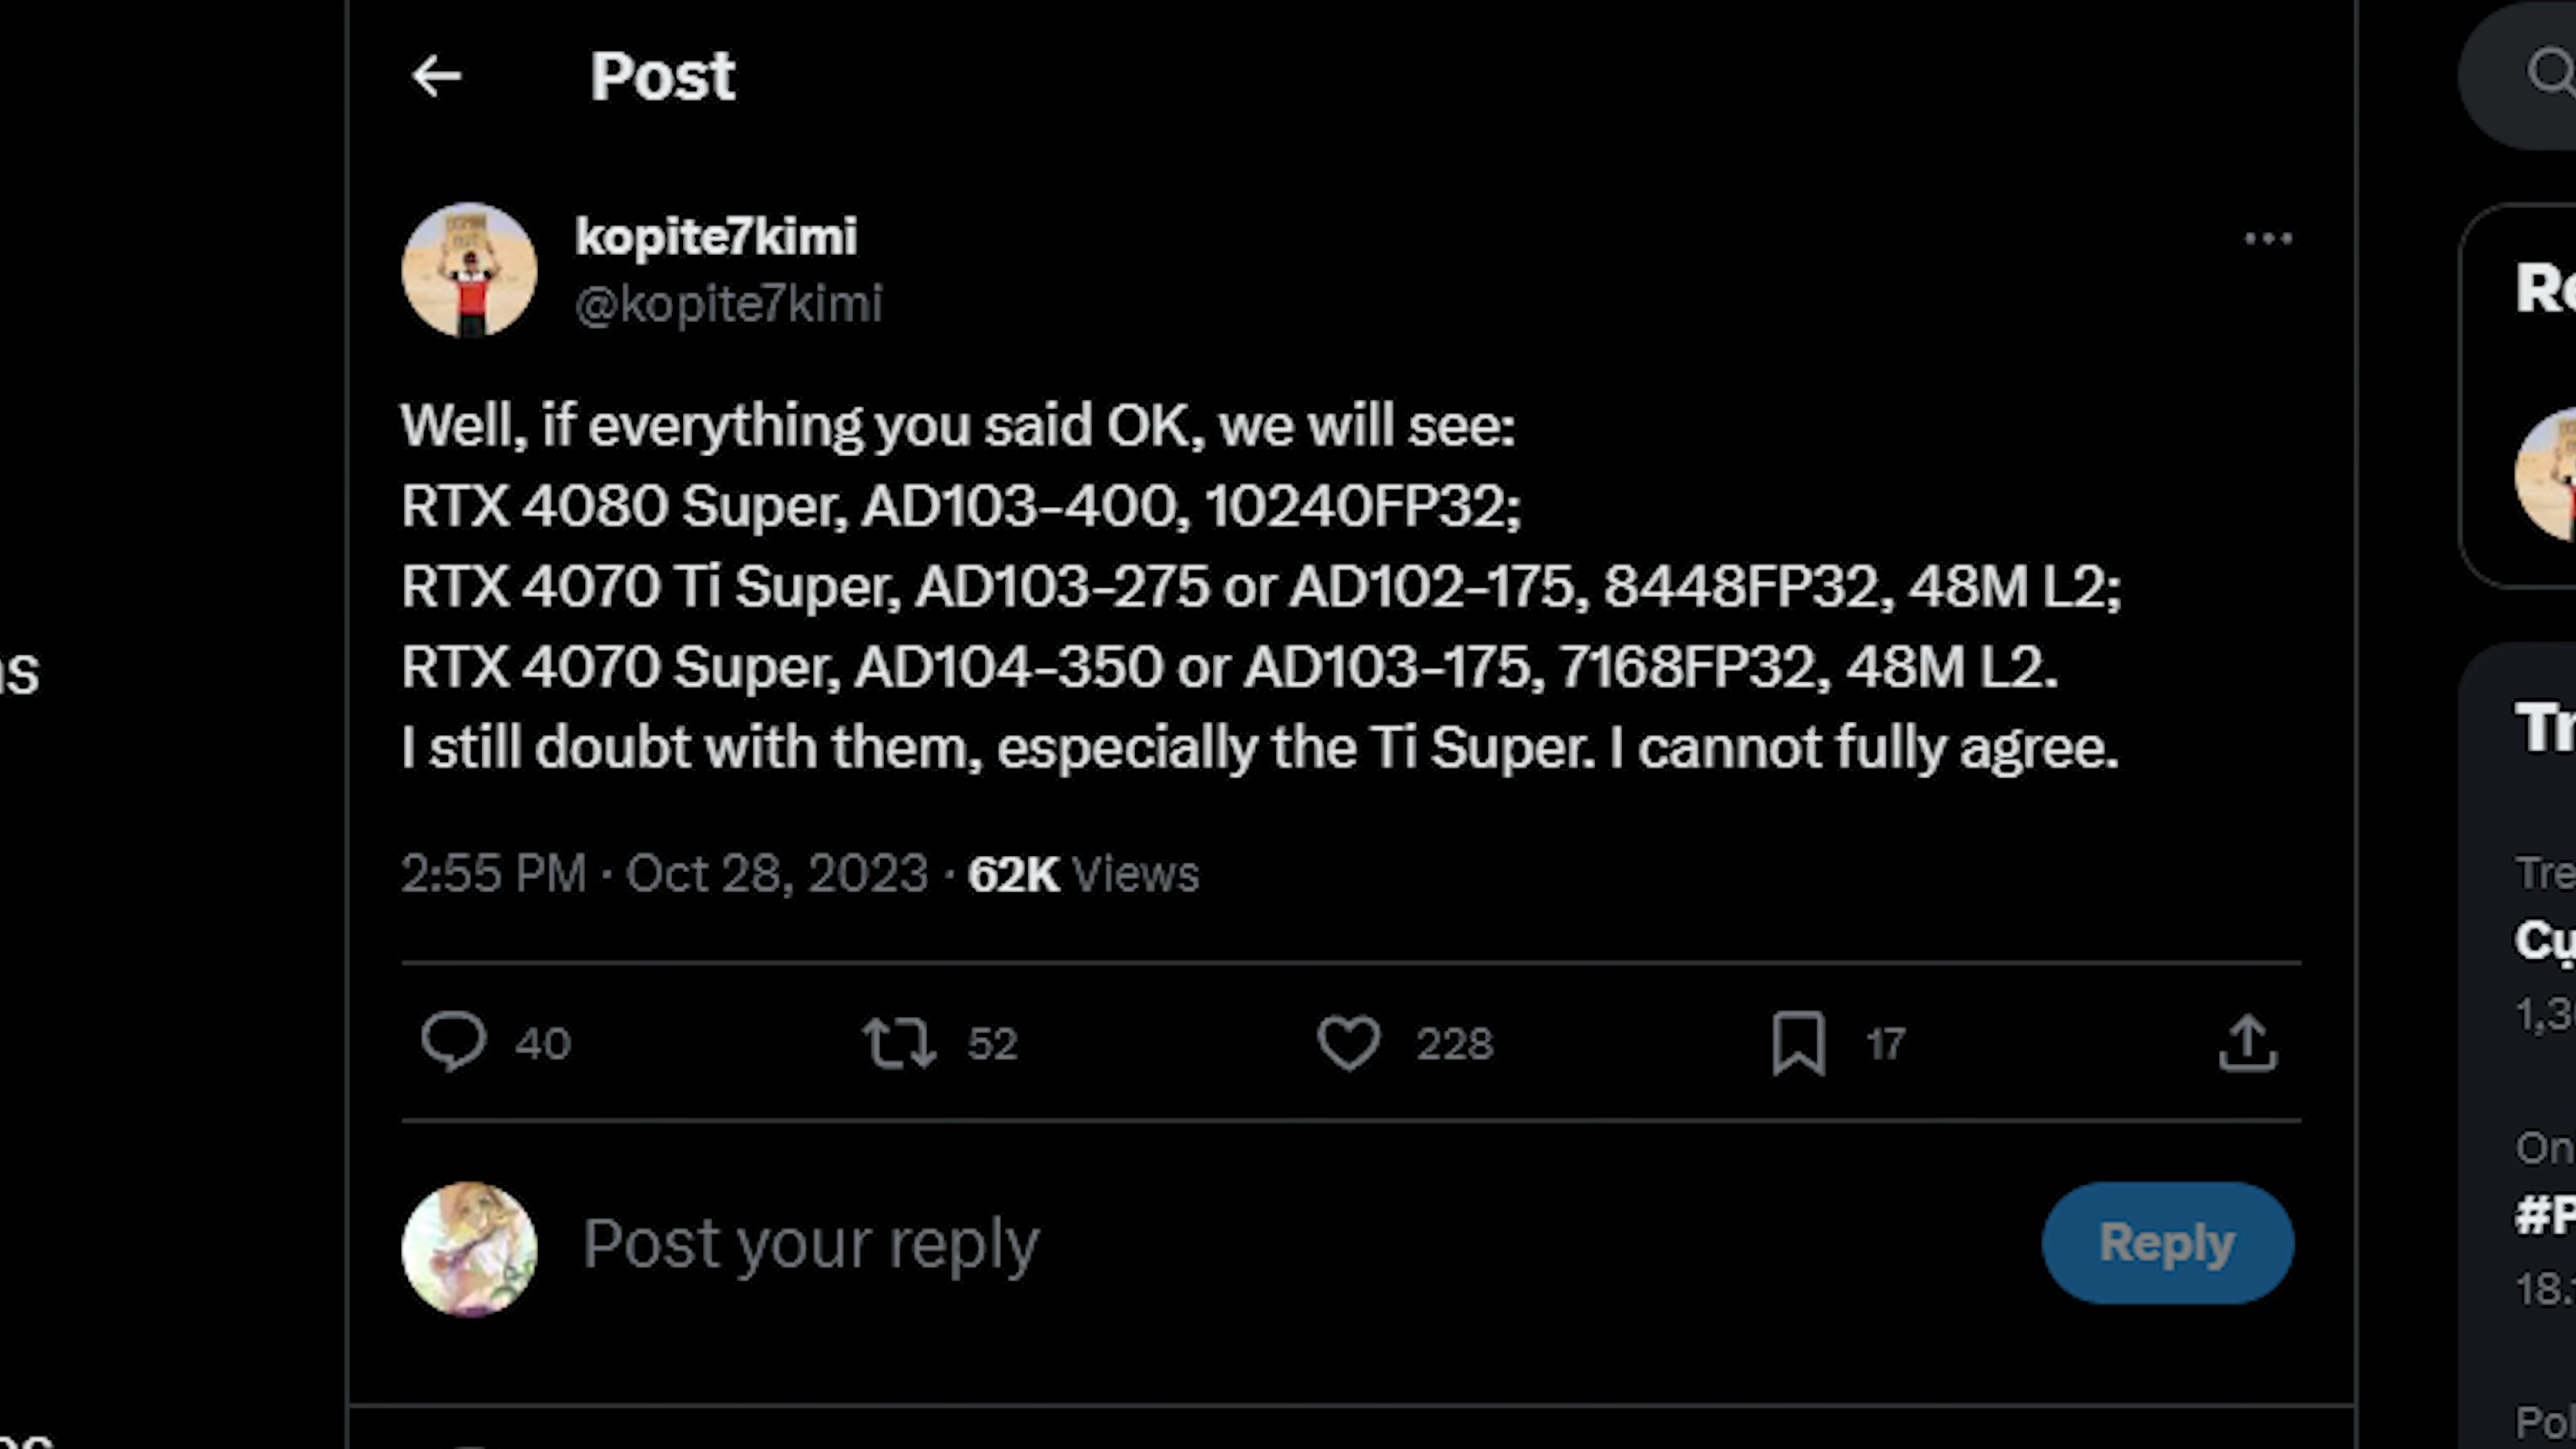 Post
kopite7kimi
@kopite7kimi
Well, if everything you said OK, we will see:
RTX 4080 Super, AD103-400, 10240FP32;
RTX 4070 Ti Super, AD103-275 or AD102-175, 8448FP32, 48M L2;
RTX 4070 Super, AD104-350 or AD103-175, 7168FP32, 48M L2.
I still doubt with them, especially the Ti Super. I cannot fully agree.
2:55 PM · Oct 28, 2023 · 62K Views
40 52 228 17
Post your reply
Reply